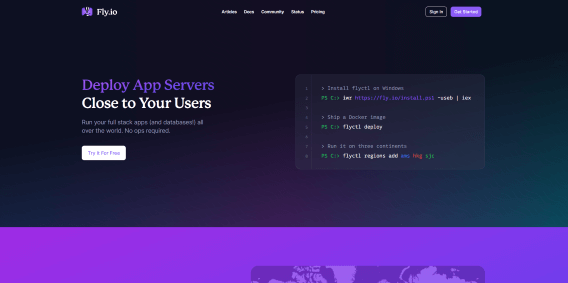 Fly.io
Articles Docs Community Status Pricing
Sign in
Get Started
Deploy App Servers
Close to Your Users
Run your full stack apps (and databases!) all
over the world. No ops required.
Try It For Free
1 > Install flyctl on Windows
2 PS C:> iwr https://fly.io/install.ps1 -useb | iex
3
4 > Ship a Docker image
5 PS C:> flyctl deploy
6
7 > Run it on three continents
8 PS C:> flyctl regions add ams hkg sjc